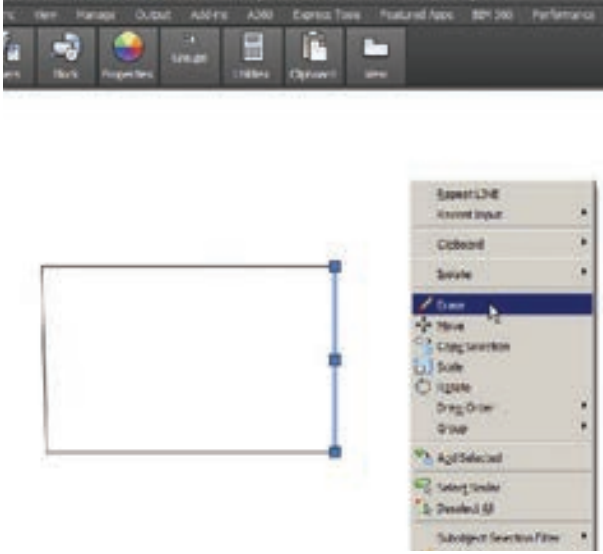 View Manage Output Add-ins A360 Express Tools Featured Apps BIM 360 Performance
Block Properties Groups Utilities Clipboard View
Repeat LINE
Recent Input
Clipboard
Isolate
Erase
Move
Copy Selection
Scale
Rotate
Draw Order
Group
Add Selected
Select Similar
Deselect All
Subobject Selection Filter